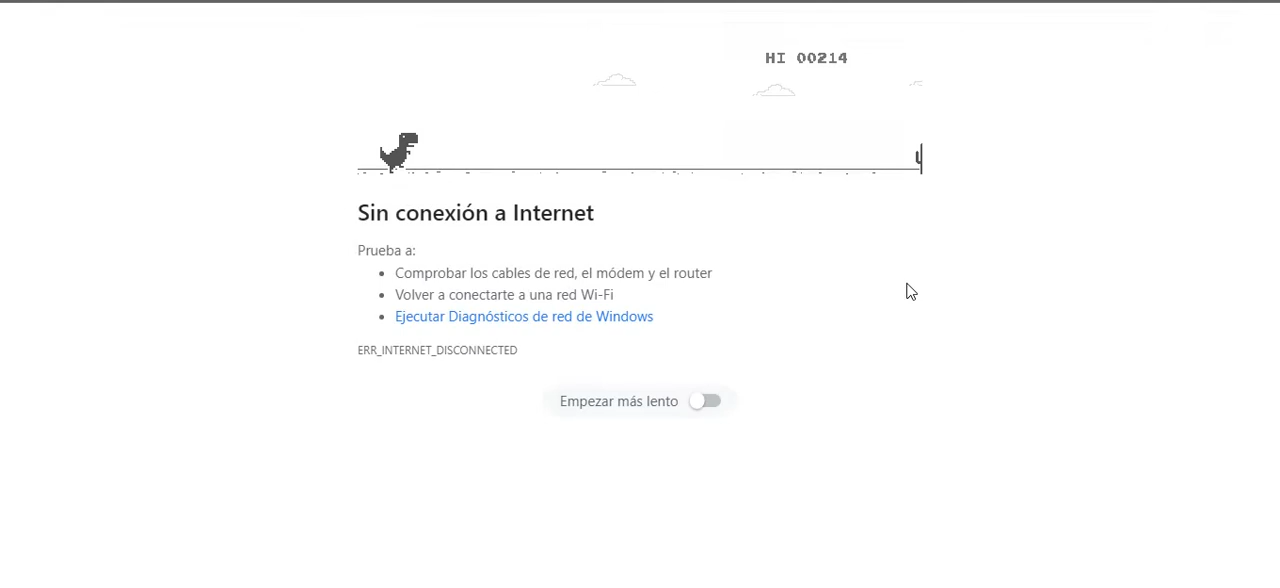 HI 00214
Sin conexión a Internet
Prueba a:
Comprobar los cables de red, el módem y el router
Volver a conectarte a una red Wi-Fi
Ejecutar Diagnósticos de red de Windows
ERR_INTERNET_DISCONNECTED
Empezar más lento